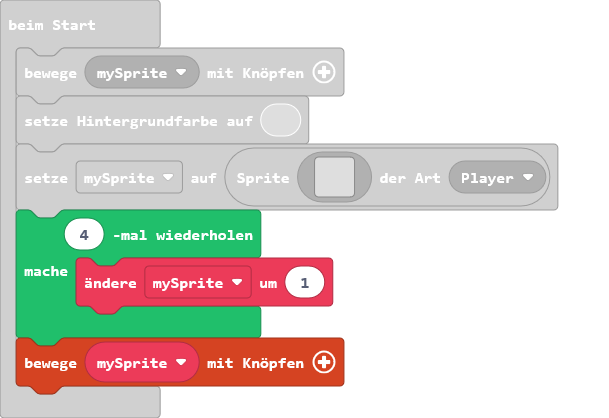 beim Start
bewege mySprite mit Knöpfen
setze Hintergrundfarbe auf
setze mySprite auf Sprite der Art Player
4 -mal wiederholen
mache ändere mySprite um 1
bewege mySprite mit Knöpfen